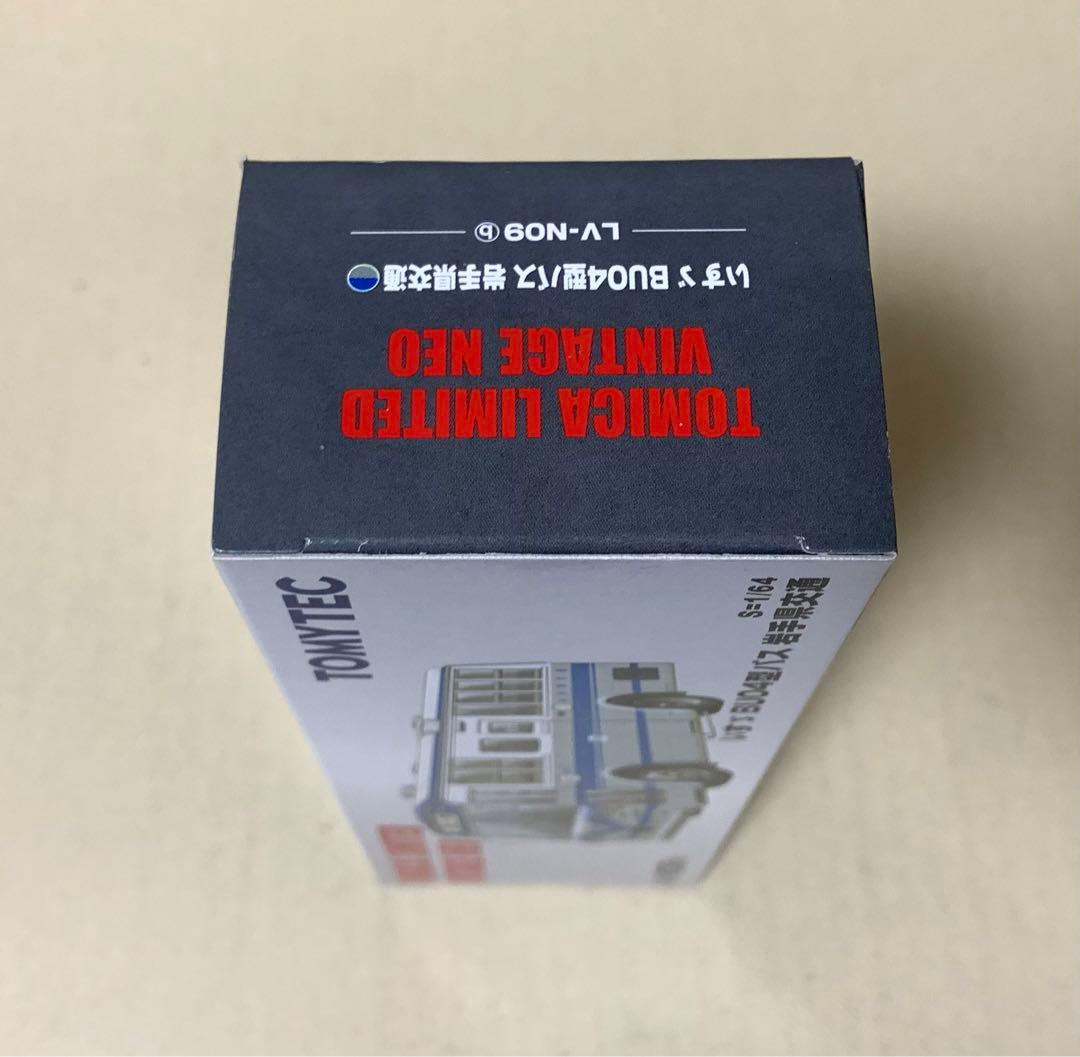 TOMICA LIMITED
VINTAGE NEO
いすゞ BU04型バス 岩手県交通
LV-N09 ⓑ
TOMYTEC
S=1/64
いすゞ BU04型バス 岩手県交通